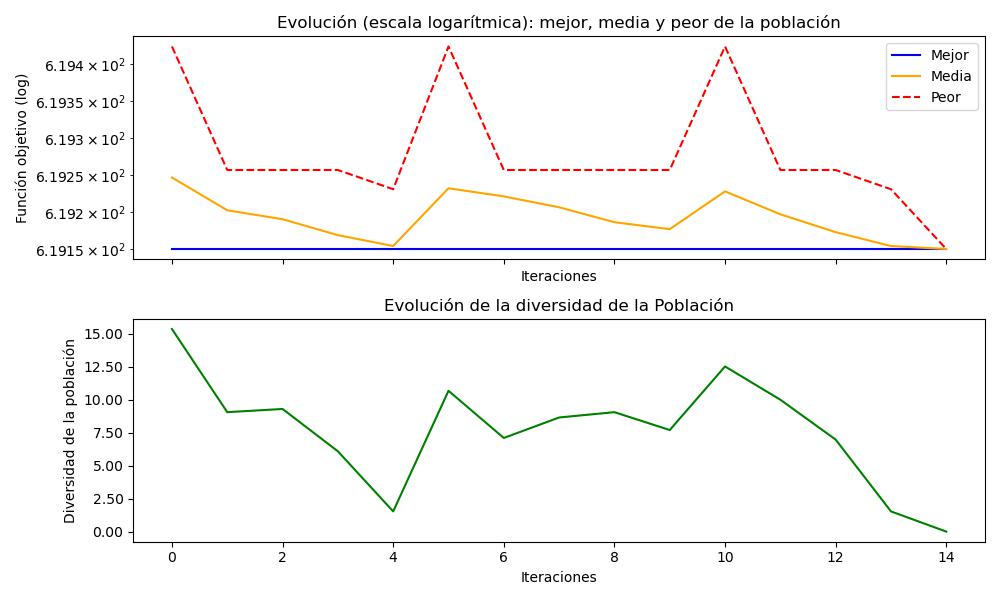 Evolución (escala logarítmica): mejor, media y peor de la población
Función objetivo (log)
6.194 × 10²
6.1935 × 10²
6.193 × 10²
6.1925 × 10²
6.192 × 10²
6.1915 × 10²
Mejor
Media
Peor
Iteraciones
Evolución de la diversidad de la Población
Diversidad de la población
15.00
12.50
10.00
7.50
5.00
2.50
0.00
0 2 4 6 8 10 12 14
Iteraciones